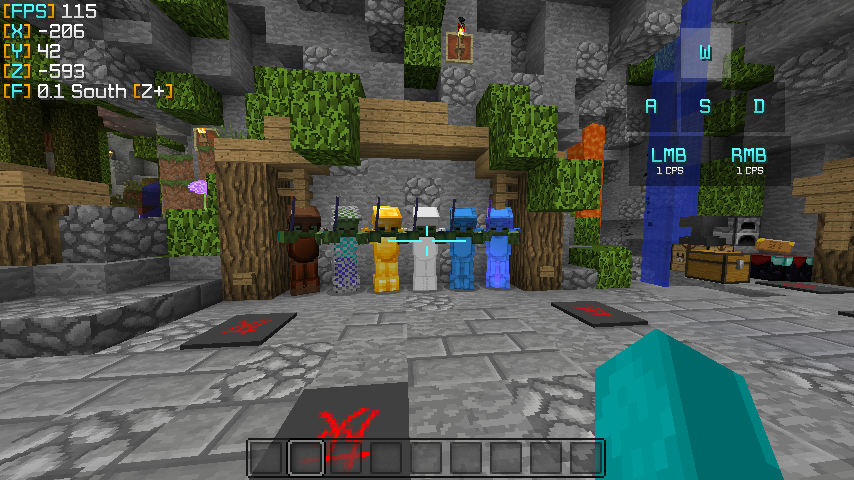 [FPS] 115
[X] -206
[Y] 42
[Z] -593
[F] 0.1 South [Z+]
W
A S D
LMB RMB
1 CPS 1 CPS